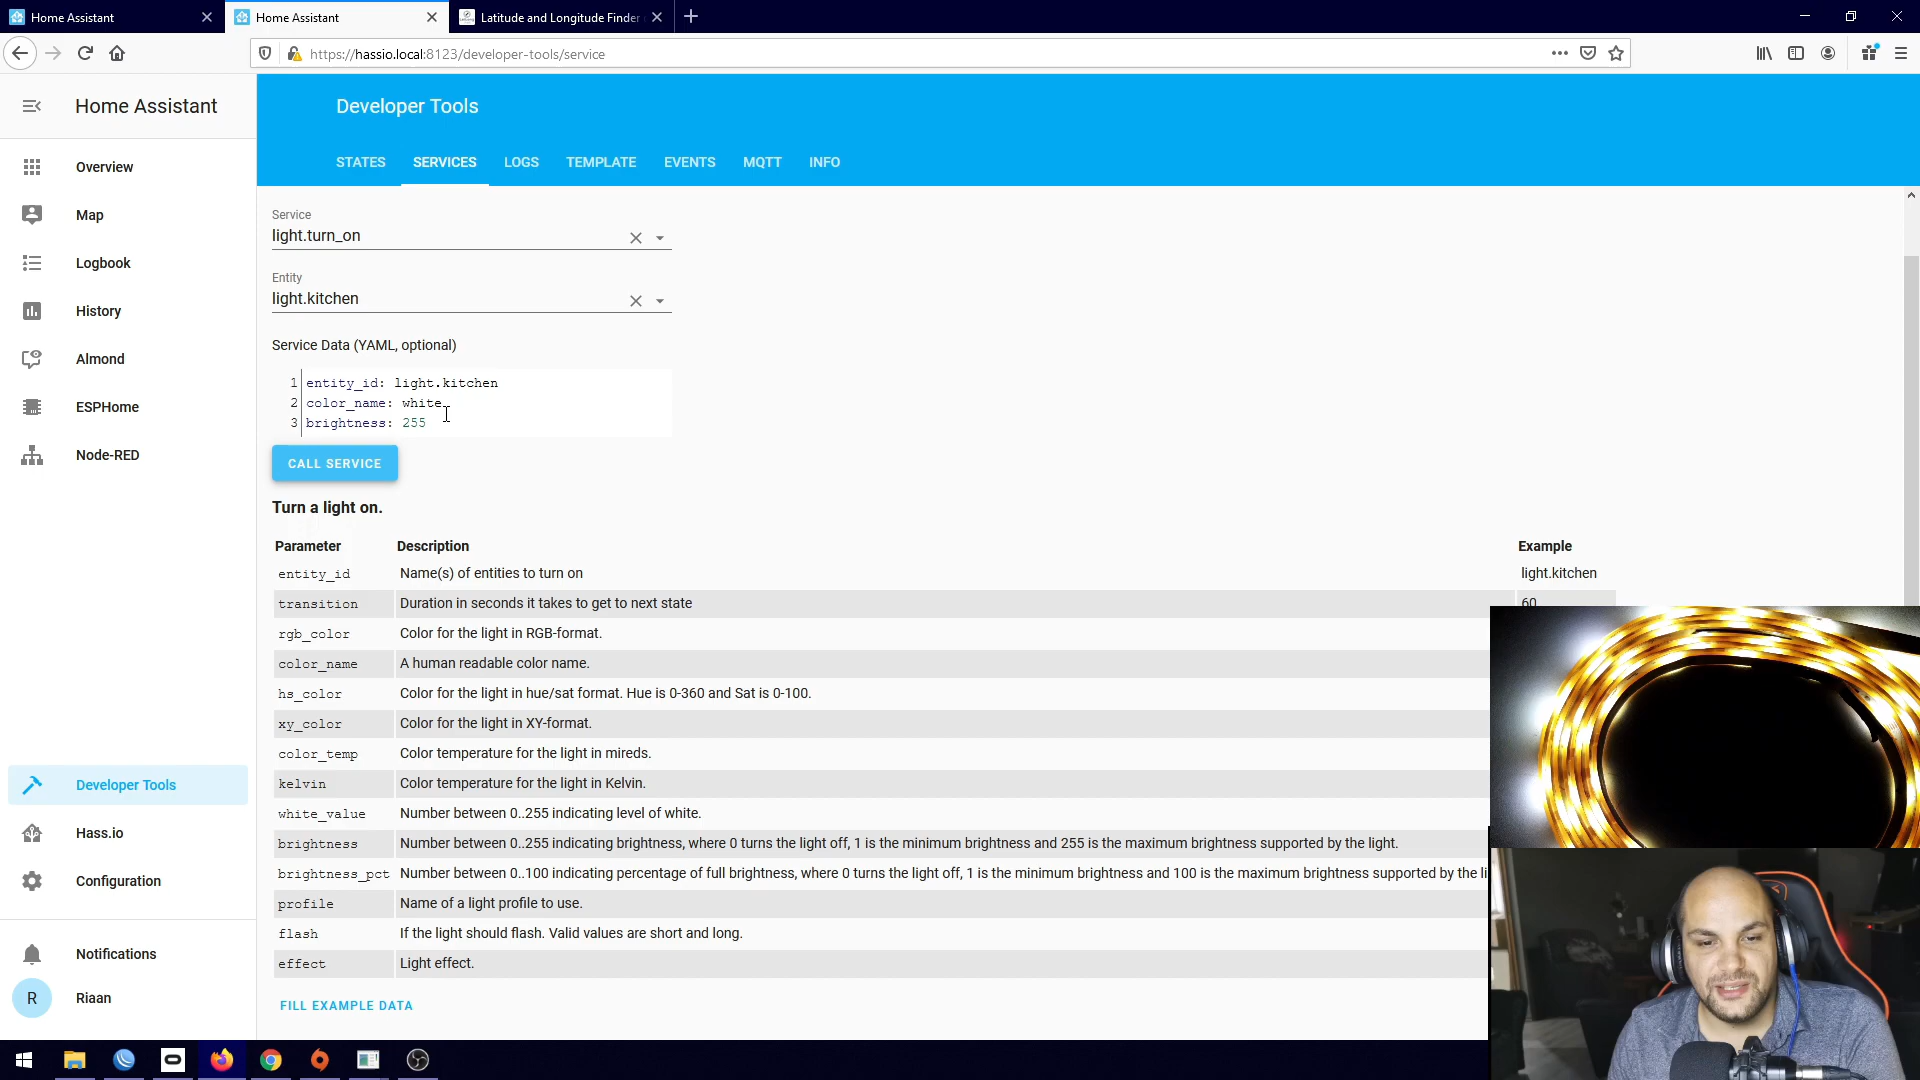 Home Assistant
Home Assistant
Latitude and Longitude Finder
https://hassio.local:8123/developer-tools/service
Home Assistant
Developer Tools
STATES
SERVICES
LOGS
TEMPLATE
EVENTS
MQTT
INFO
Overview
Map
Logbook
History
Almond
ESPHome
Node-RED
Developer Tools
Hass.io
Configuration
Notifications
R
Riaan
Service
light.turn_on
Entity
light.kitchen
Service Data (YAML, optional)
1 entity_id: light.kitchen
2 color_name: white
3 brightness: 255
CALL SERVICE
Turn a light on.
Parameter Description Example
entity_id Name(s) of entities to turn on light.kitchen
transition Duration in seconds it takes to get to next state 60
rgb_color Color for the light in RGB-format.
color_name A human readable color name.
hs_color Color for the light in hue/sat format. Hue is 0-360 and Sat is 0-100.
xy_color Color for the light in XY-format.
color_temp Color temperature for the light in mireds.
kelvin Color temperature for the light in Kelvin.
white_value Number between 0..255 indicating level of white.
brightness Number between 0..255 indicating brightness, where 0 turns the light off, 1 is the minimum brightness and 255 is the maximum brightness supported by the light.
brightness_pct Number between 0..100 indicating percentage of full brightness, where 0 turns the light off, 1 is the minimum brightness and 100 is the maximum brightness supported by the li
profile Name of a light profile to use.
flash If the light should flash. Valid values are short and long.
effect Light effect.
FILL EXAMPLE DATA